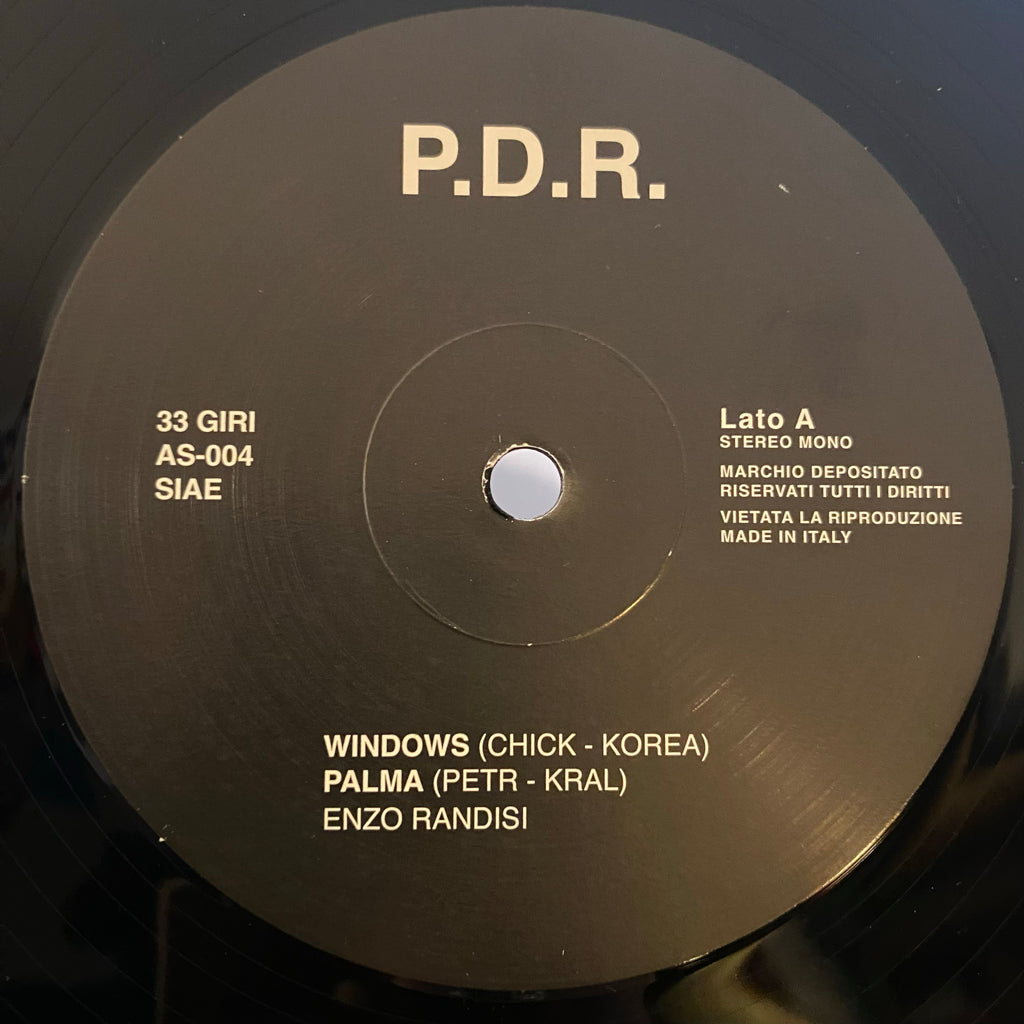 P.D.R.
33 GIRI
AS-004
SIAE
Lato A
STEREO MONO
MARCHIO DEPOSITATO
RISERVATI TUTTI I DIRITTI
VIETATA LA RIPRODUZIONE
MADE IN ITALY
WINDOWS (CHICK - KOREA)
PALMA (PETR - KRAL)
ENZO RANDISI